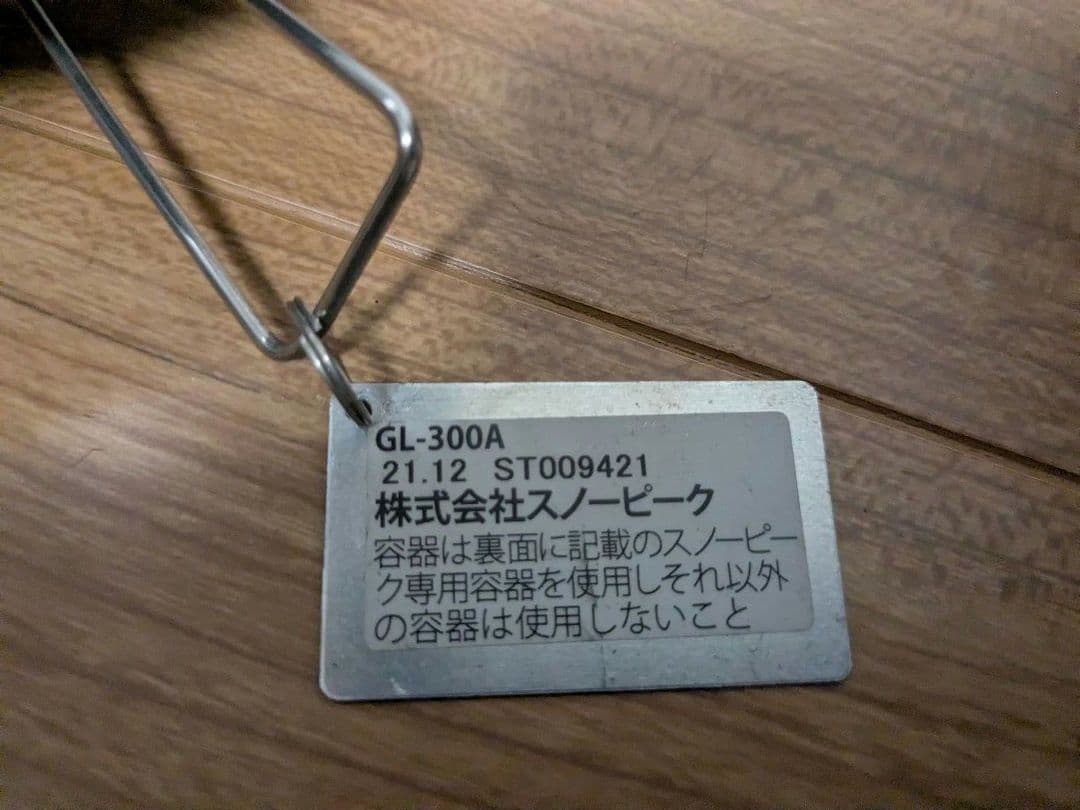 GL-300A
21.12 ST009421
株式会社スノーピーク
容器は裏面に記載のスノーピー
ク専用容器を使用しそれ以外
の容器は使用しないこと